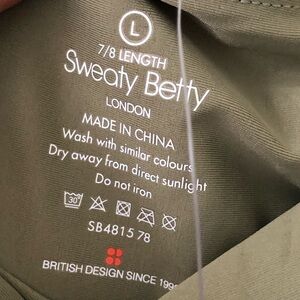 L
7/8 LENGTH
Sweaty Betty
LONDON
MADE IN CHINA
Wash with similar colours
Dry away from direct sunlight
Do not iron
30°
SB4815 78
BRITISH DESIGN SINCE